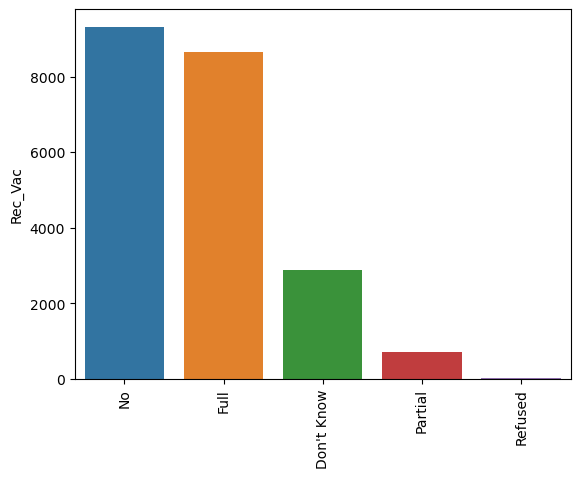 8000
6000
4000
2000
0
Rec_Vac
No
Full
Don't Know
Partial
Refused